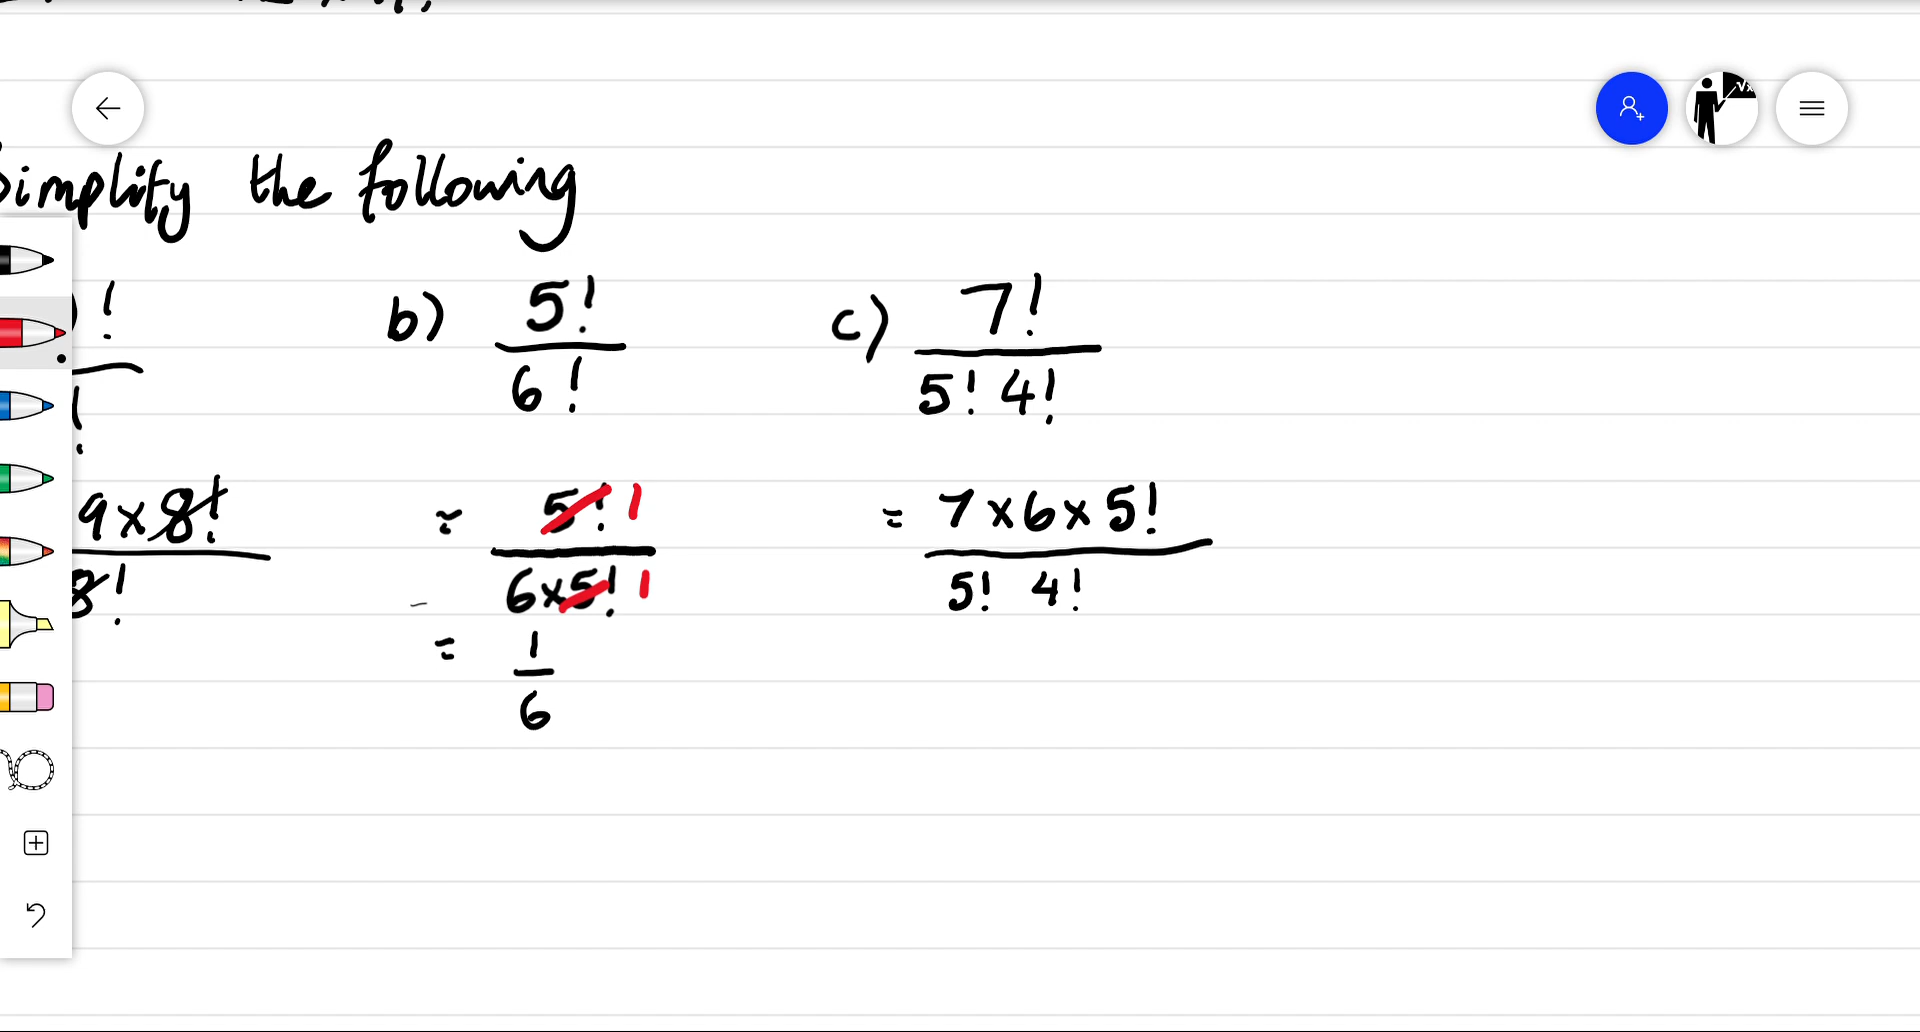 Simplify the following
!
b) 5!
6!
c) 7!
5! 4!
9 × 8!
8!
= 5! 1
6 × 5! 1
= 1
6
= 7 × 6 × 5!
5! 4!